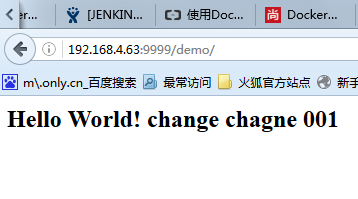 er...
[JENKIN...
使用Doc...
尚 Docker...
192.168.4.63:9999/demo/
m\.only.cn_百度搜索 最常访问 火狐官方站点 新手
Hello World! change chagne 001